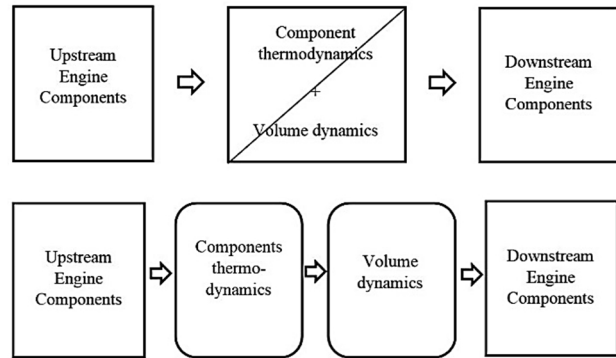 Upstream
Engine
Components
Component
thermodynamics
+
Volume dynamics
Downstream
Engine
Components
Upstream
Engine
Components
Components
thermo-
dynamics
Volume
dynamics
Downstream
Engine
Components